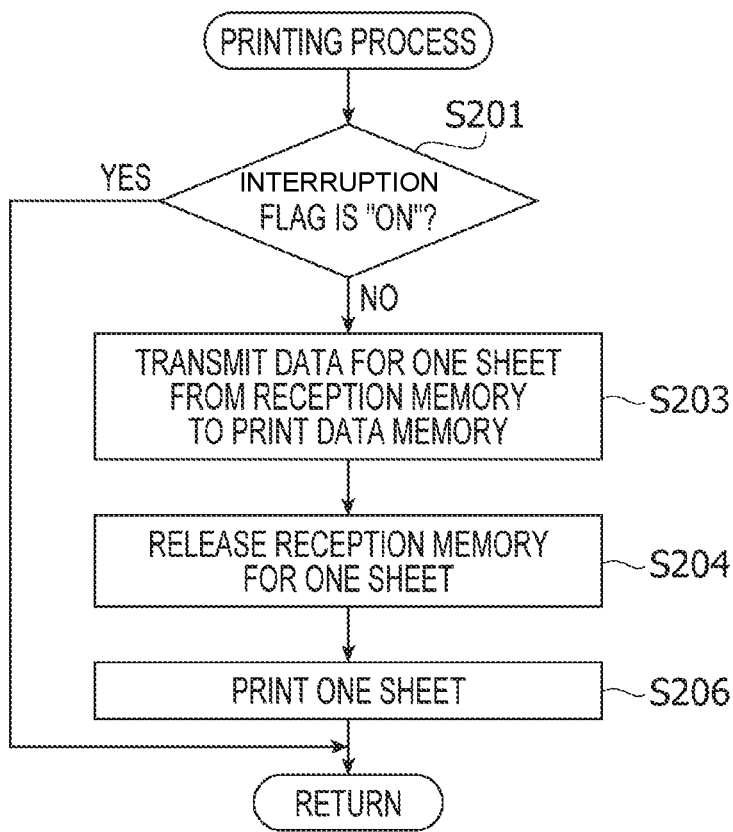 PRINTING PROCESS
S201
YES
INTERRUPTION
FLAG IS "ON"?
NO
TRANSMIT DATA FOR ONE SHEET
FROM RECEPTION MEMORY
TO PRINT DATA MEMORY
S203
RELEASE RECEPTION MEMORY
FOR ONE SHEET
S204
PRINT ONE SHEET
S206
RETURN